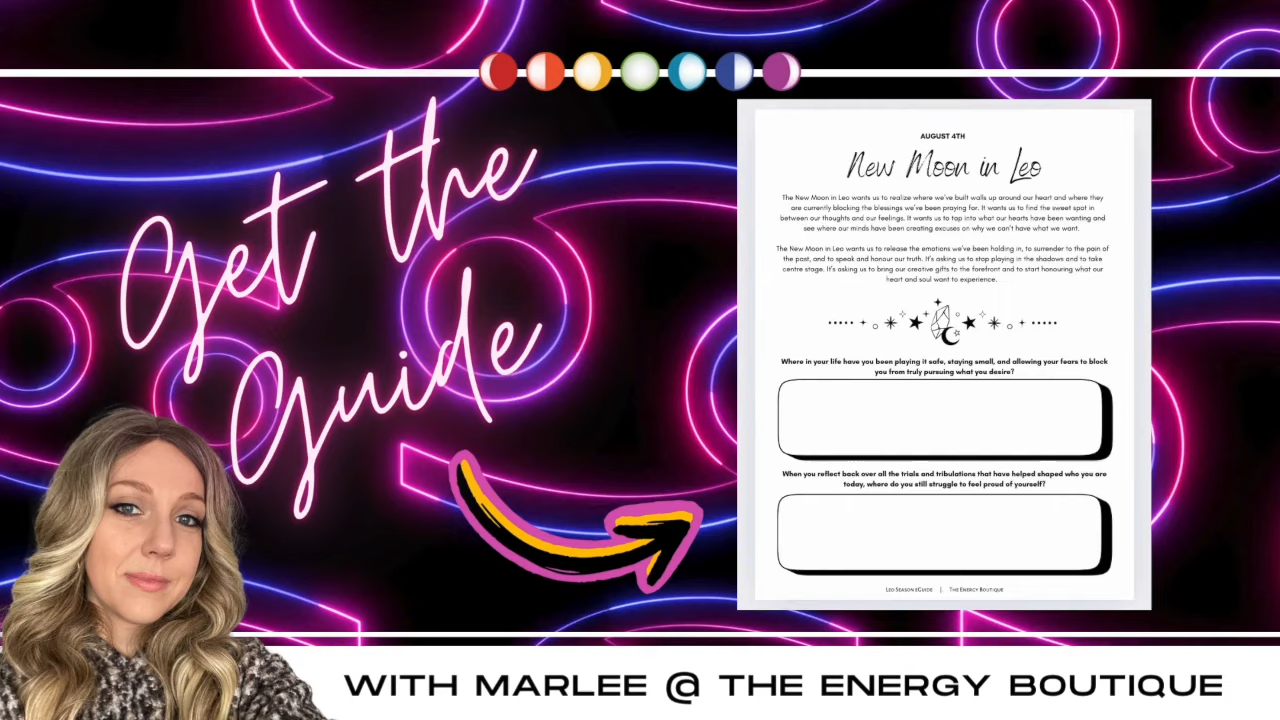 Get the
Guide
AUGUST 4TH
New Moon in Leo
The New Moon in Leo wants us to realize where we've built walls up around our heart and where they
are currently blocking the blessings we've been praying for. It wants us to find the sweet spot in
between our thoughts and our feelings. It wants us to tap into what our hearts have been wanting and
see where our minds have been creating excuses on why we can't have what we want.
The New Moon in Leo wants us to release the emotions we've been holding in, to surrender to the pain of
the past, and to speak and honour our truth. It's asking us to stop playing in the shadows and to take
centre stage. It's asking us to bring our creative gifts to the forefront and to start honouring what our
heart and soul want to experience.
Where in your life have you been playing it safe, staying small, and allowing your fears to block
you from truly pursuing what you desire?
When you reflect back over all the trials and tribulations that have helped shaped who you are
today, where do you still struggle to feel proud of yourself?
LEO SEASON EGUIDE | THE ENERGY BOUTIQUE
WITH MARLEE @ THE ENERGY BOUTIQUE